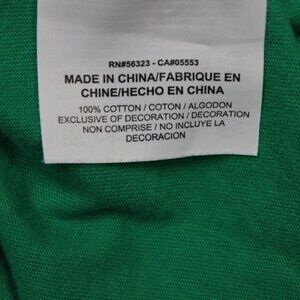 RN#56323 - CA#05553
MADE IN CHINA/FABRIQUE EN
CHINE/HECHO EN CHINA
100% COTTON / COTON / ALGODON
EXCLUSIVE OF DECORATION / DECORATION
NON COMPRISE / NO INCLUYE LA
DECORACION